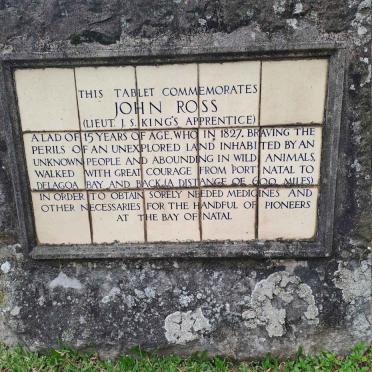 THIS TABLET COMMEMORATES
JOHN ROSS
(LIEUT. J. S. KING'S APPRENTICE)
A LAD OF 15 YEARS OF AGE, WHO IN 1827, BRAVING THE
PERILS OF AN UNEXPLORED LAND INHABITED BY AN
UNKNOWN PEOPLE AND ABOUNDING IN WILD ANIMALS,
WALKED WITH GREAT COURAGE FROM PORT NATAL TO
DELAGOA BAY AND BACK, (A DISTANCE OF 600 MILES)
IN ORDER TO OBTAIN SORELY NEEDED MEDICINES AND
OTHER NECESSARIES FOR THE HANDFUL OF PIONEERS
AT THE BAY OF NATAL